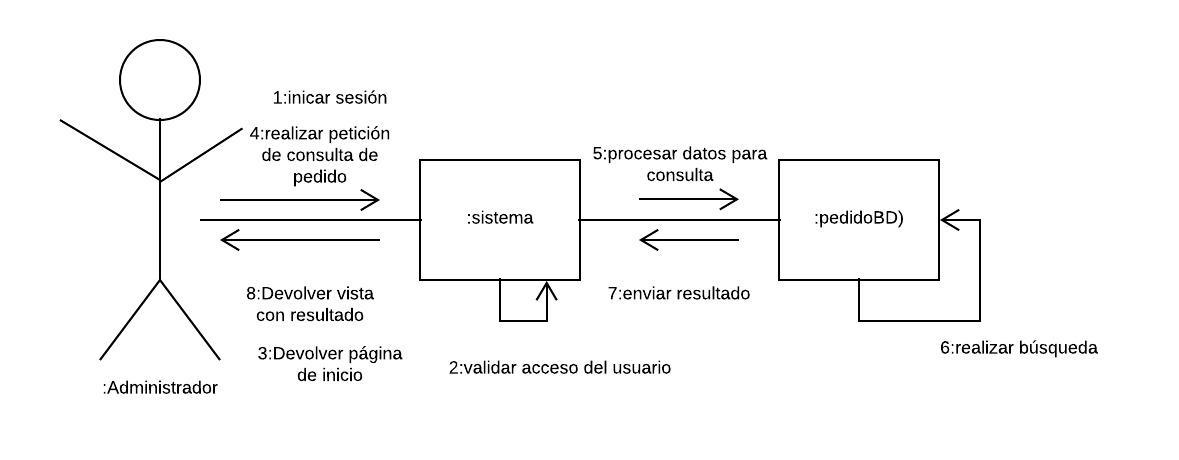 1:inicar sesión
4:realizar petición
de consulta de
pedido
5:procesar datos para
consulta
:sistema
:pedidoBD)
8:Devolver vista
con resultado
7:enviar resultado
3:Devolver página
de inicio
2:validar acceso del usuario
6:realizar búsqueda
:Administrador